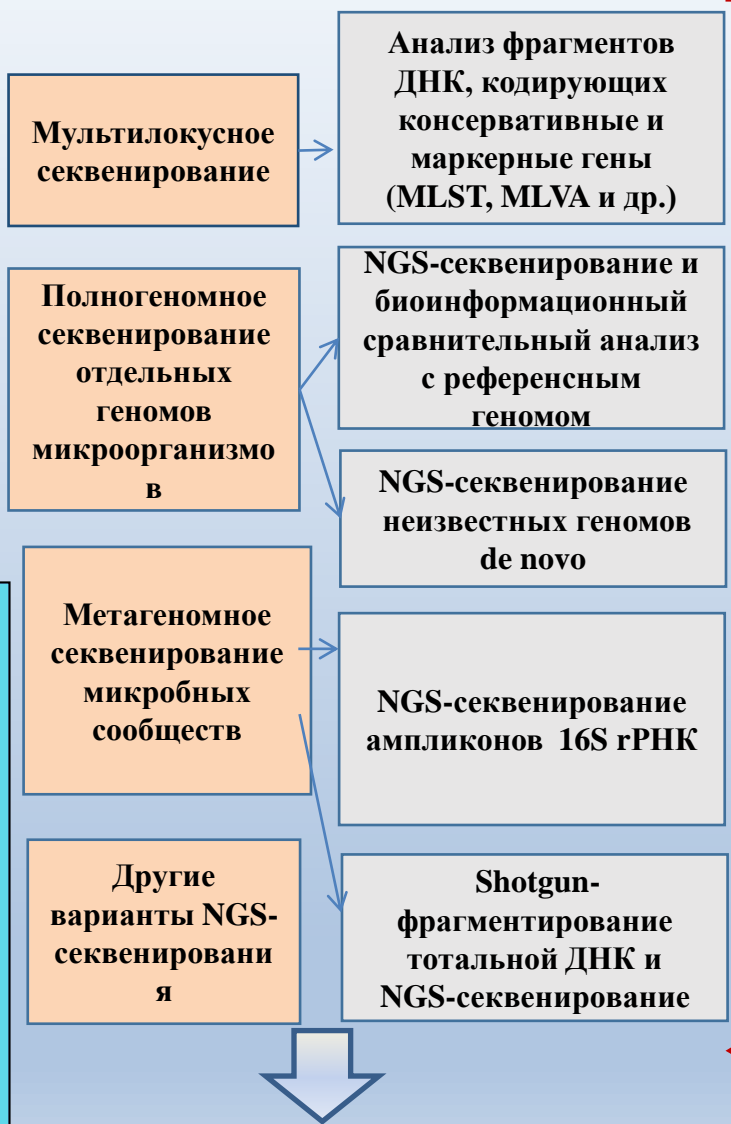 Мультилокусное
секвенирование
Анализ фрагментов
ДНК, кодирующих
консервативные и
маркерные гены
(MLST, MLVA и др.)
Полногеномное
секвенирование
отдельных
геномов
микроорганизмо
в
NGS-секвенирование и
биоинформационный
сравнительный анализ
с референсным
геномом
NGS-секвенирование
неизвестных геномов
de novo
Метагеномное
секвенирование
микробных
сообществ
NGS-секвенирование
ампликонов 16S rРНК
Другие
варианты NGS-
секвенировани
я
Shotgun-
фрагментирование
тотальной ДНК и
NGS-секвенирование